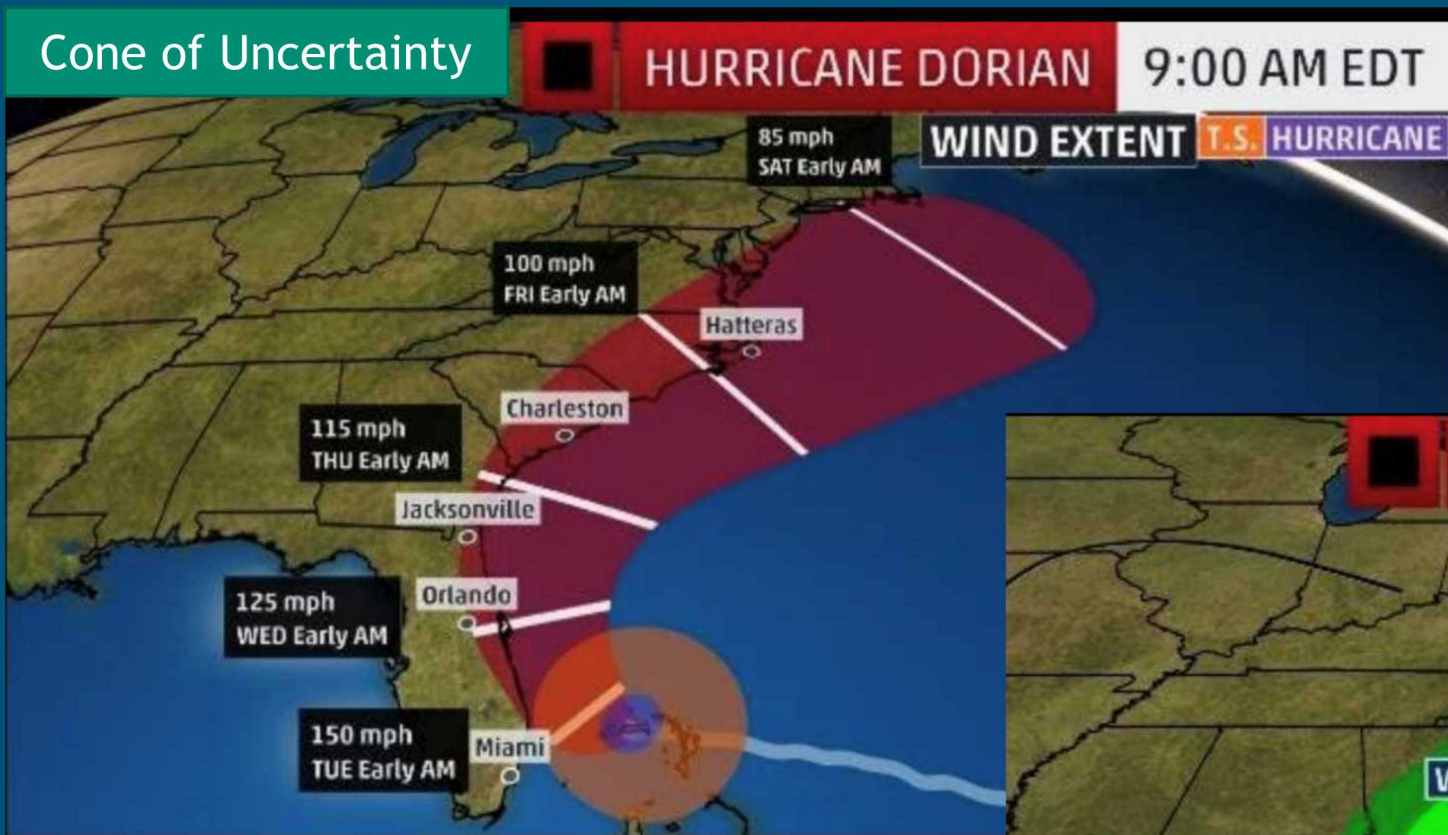 Cone of Uncertainty
HURRICANE DORIAN
9:00 AM EDT
WIND EXTENT T.S. HURRICANE
85 mph
SAT Early AM
100 mph
FRI Early AM
Hatteras
Charleston
115 mph
THU Early AM
Jacksonville
Orlando
125 mph
WED Early AM
150 mph
TUE Early AM
Miami